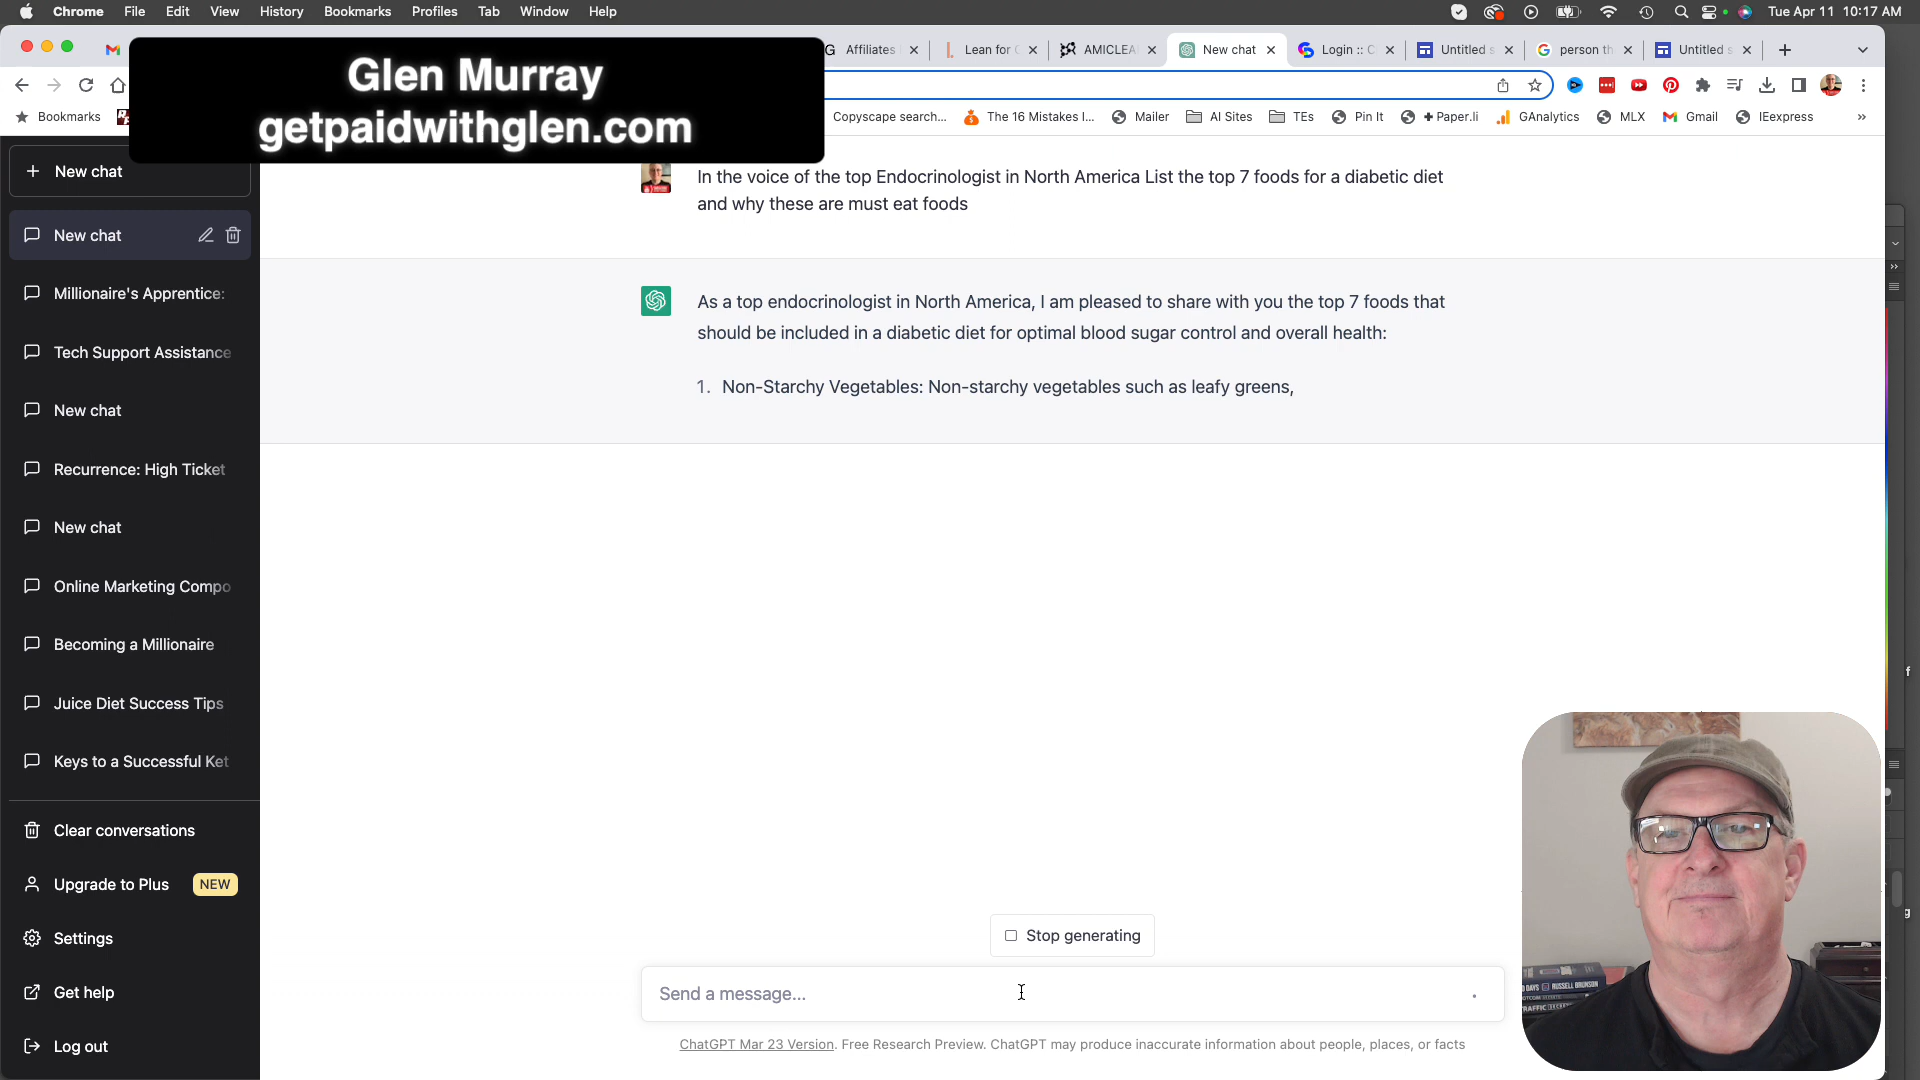 Chrome File Edit View History Bookmarks Profiles Tab Window Help
Tue Apr 11 10:17 AM
Glen Murray
getpaidwithglen.com
Affiliates
Lean for
AMICLEA
New chat
Login :: C
Untitled s
person th
Untitled s
Bookmarks
Copyscape search...
The 16 Mistakes I...
Mailer
AI Sites
TEs
Pin It
+Paper.li
GAnalytics
MLX
Gmail
IEexpress
»
+ New chat
New chat
Millionaire's Apprentice:
Tech Support Assistance
New chat
Recurrence: High Ticket
New chat
Online Marketing Compo
Becoming a Millionaire
Juice Diet Success Tips
Keys to a Successful Ket
Clear conversations
Upgrade to Plus NEW
Settings
Get help
Log out
In the voice of the top Endocrinologist in North America List the top 7 foods for a diabetic diet
and why these are must eat foods
As a top endocrinologist in North America, I am pleased to share with you the top 7 foods that
should be included in a diabetic diet for optimal blood sugar control and overall health:
1. Non-Starchy Vegetables: Non-starchy vegetables such as leafy greens,
Stop generating
Send a message...
ChatGPT Mar 23 Version. Free Research Preview. ChatGPT may produce inaccurate information about people, places, or facts
RUSSELL BRUNSON